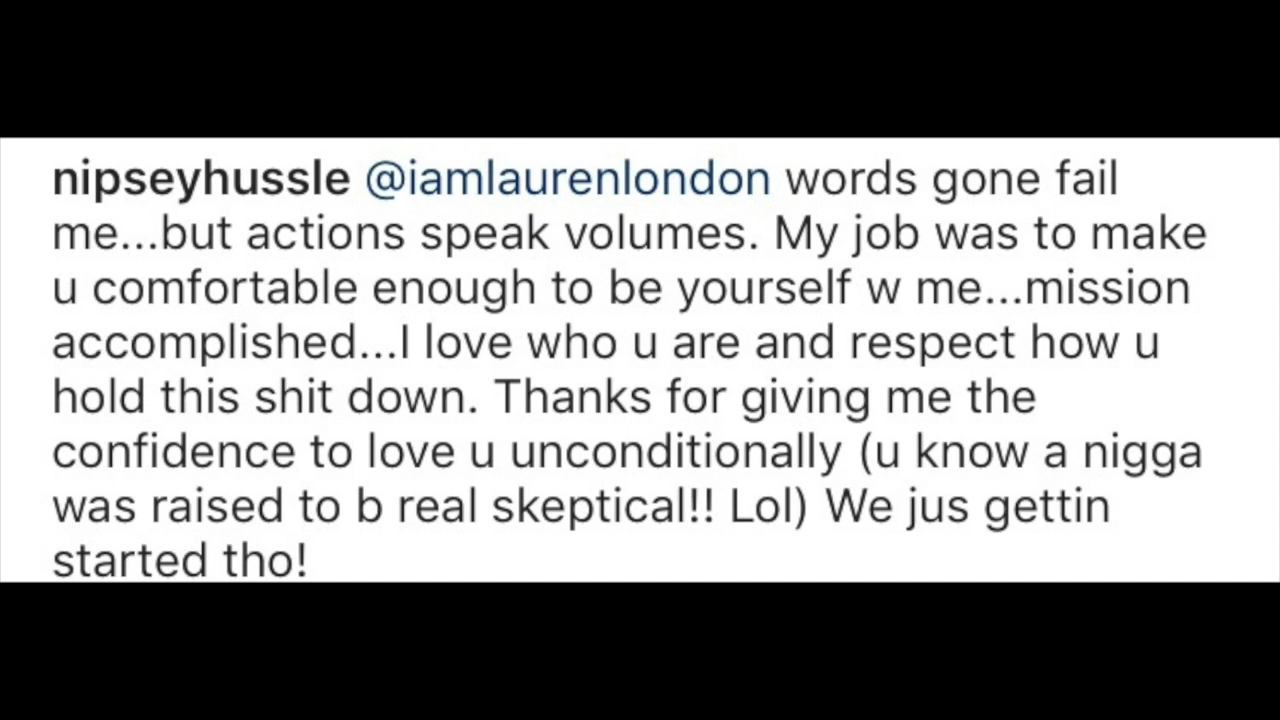 nipseyhussle @iamlaurenlondon words gone fail
me...but actions speak volumes. My job was to make
u comfortable enough to be yourself w me...mission
accomplished...I love who u are and respect how u
hold this shit down. Thanks for giving me the
confidence to love u unconditionally (u know a nigga
was raised to b real skeptical!! Lol) We jus gettin
started tho!